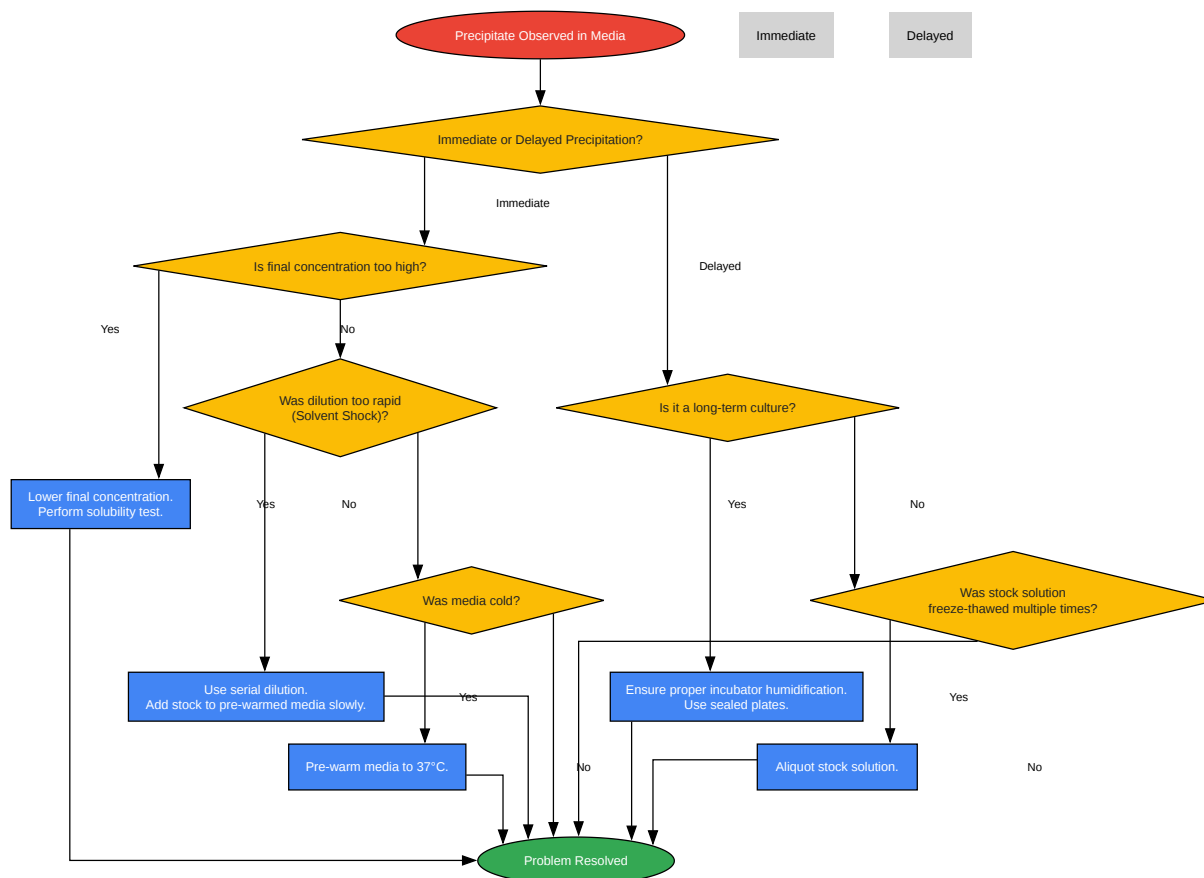 Precipitate Observed in Media
Immediate
Delayed
Immediate or Delayed Precipitation?
Immediate
Is final concentration too high?
Delayed
Yes
No
Was dilution too rapid
(Solvent Shock)?
Is it a long-term culture?
Lower final concentration.
Perform solubility test.
Yes
No
Yes
No
Was media cold?
Was stock solution
freeze-thawed multiple times?
Use serial dilution.
Add stock to pre-warmed media slowly.
Yes
Ensure proper incubator humidification.
Use sealed plates.
Yes
Pre-warm media to 37°C.
No
Aliquot stock solution.
No
Problem Resolved